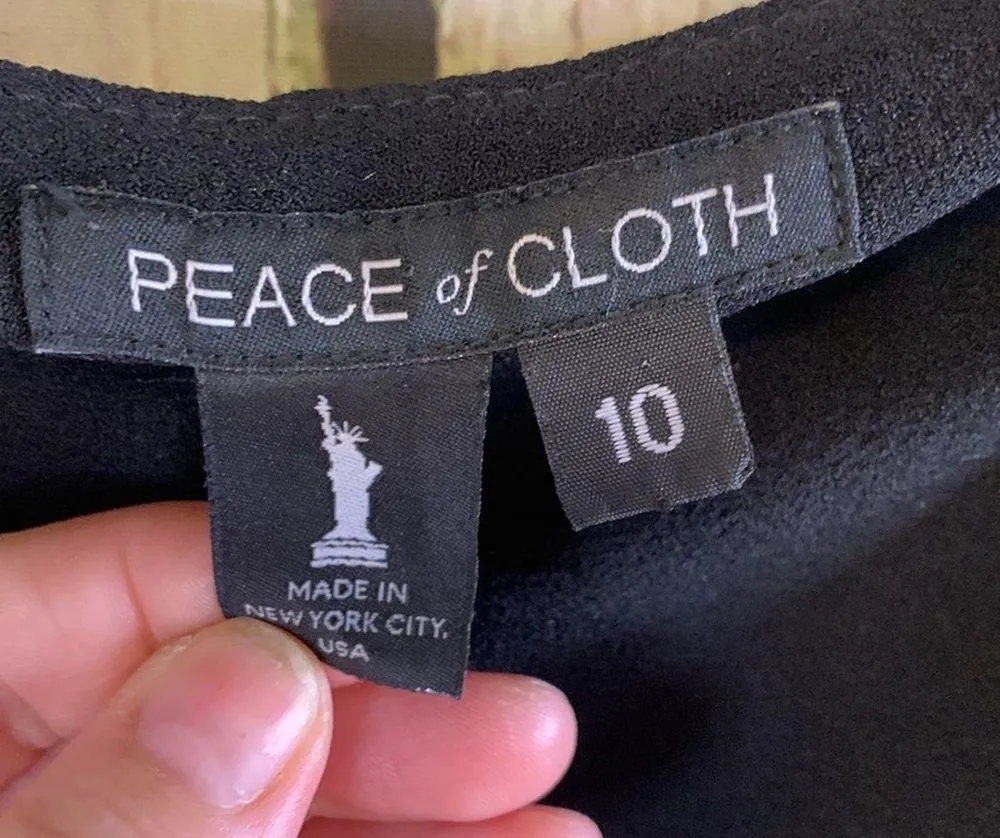 PEACE of CLOTH
10
MADE IN
NEW YORK CITY,
USA